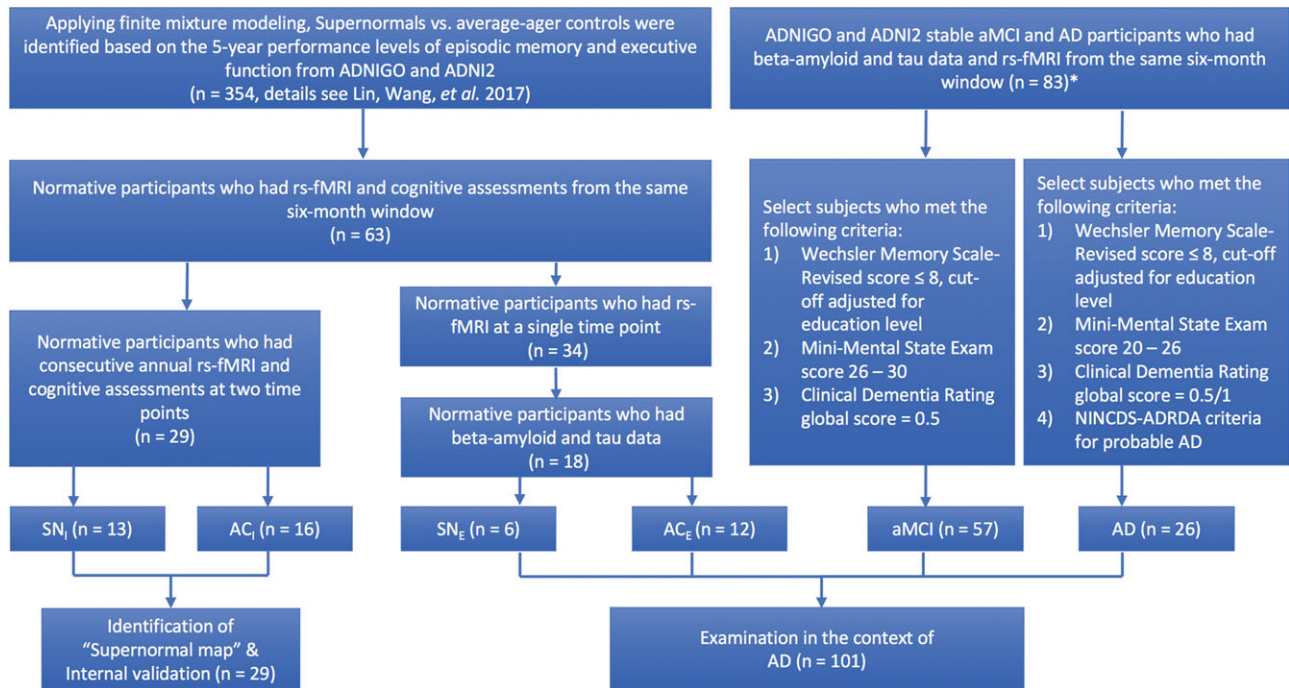 Applying finite mixture modeling, Supernormals vs. average-ager controls were
identified based on the 5-year performance levels of episodic memory and executive
function from ADNIGO and ADNI2
(n = 354, details see Lin, Wang, et al. 2017)
ADNIGO and ADNI2 stable aMCI and AD participants who had
beta-amyloid and tau data and rs-fMRI from the same six-month
window (n = 83)*
Normative participants who had rs-fMRI and cognitive assessments from the same
six-month window
(n = 63)
Normative participants who had
consecutive annual rs-fMRI and
cognitive assessments at two time
points
(n = 29)
Normative participants who had rs-
fMRI at a single time point
(n = 34)
Normative participants who had
beta-amyloid and tau data
(n = 18)
Select subjects who met the
following criteria:
1) Wechsler Memory Scale-
Revised score ≤ 8, cut-
off adjusted for
education level
2) Mini-Mental State Exam
score 26 – 30
3) Clinical Dementia Rating
global score = 0.5
Select subjects who met the
following criteria:
1) Wechsler Memory Scale-
Revised score ≤ 8, cut-off
adjusted for education
level
2) Mini-Mental State Exam
score 20 – 26
3) Clinical Dementia Rating
global score = 0.5/1
4) NINCDS-ADRDA criteria
for probable AD
SNI (n = 13)
ACI (n = 16)
SNE (n = 6)
ACE (n = 12)
aMCI (n = 57)
AD (n = 26)
Identification of
“Supernormal map” &
Internal validation (n = 29)
Examination in the context of
AD (n = 101)